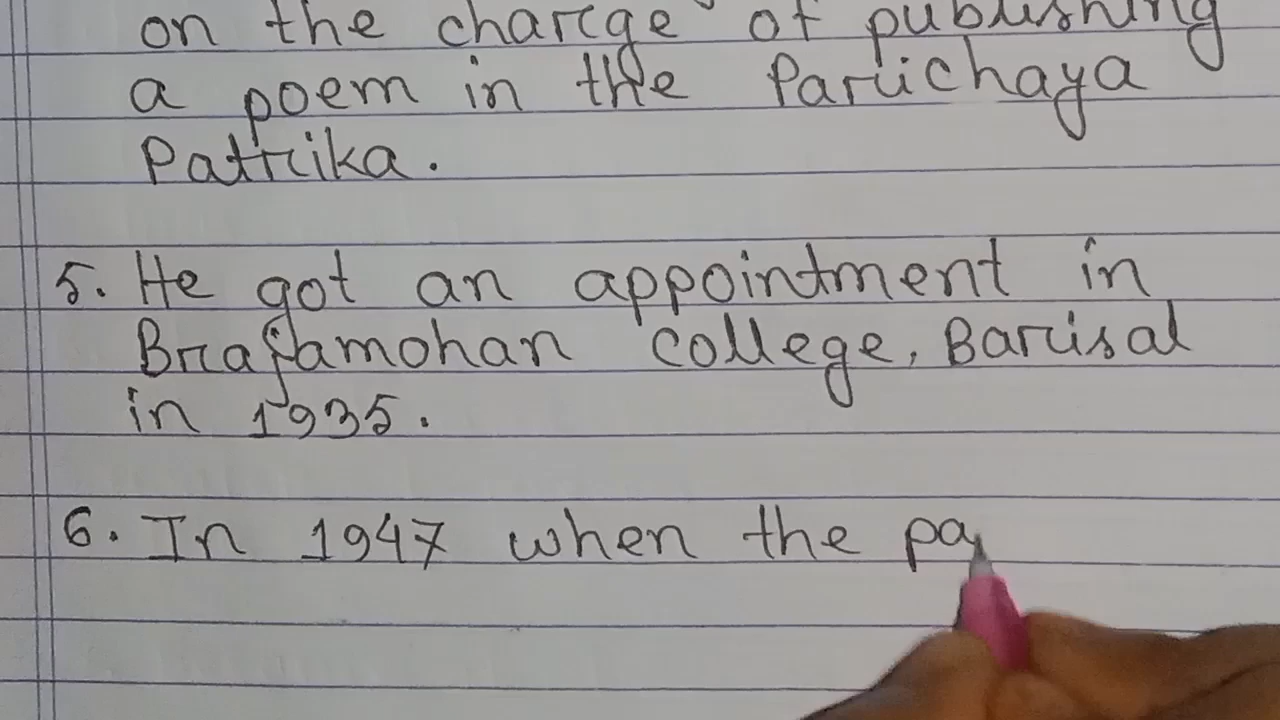 on the charge of publishing
a poem in the Parichaya
Patrika.
5. He got an appointment in
Brajamohan college, Barisal
in 1935.
6. In 1947 when the pa